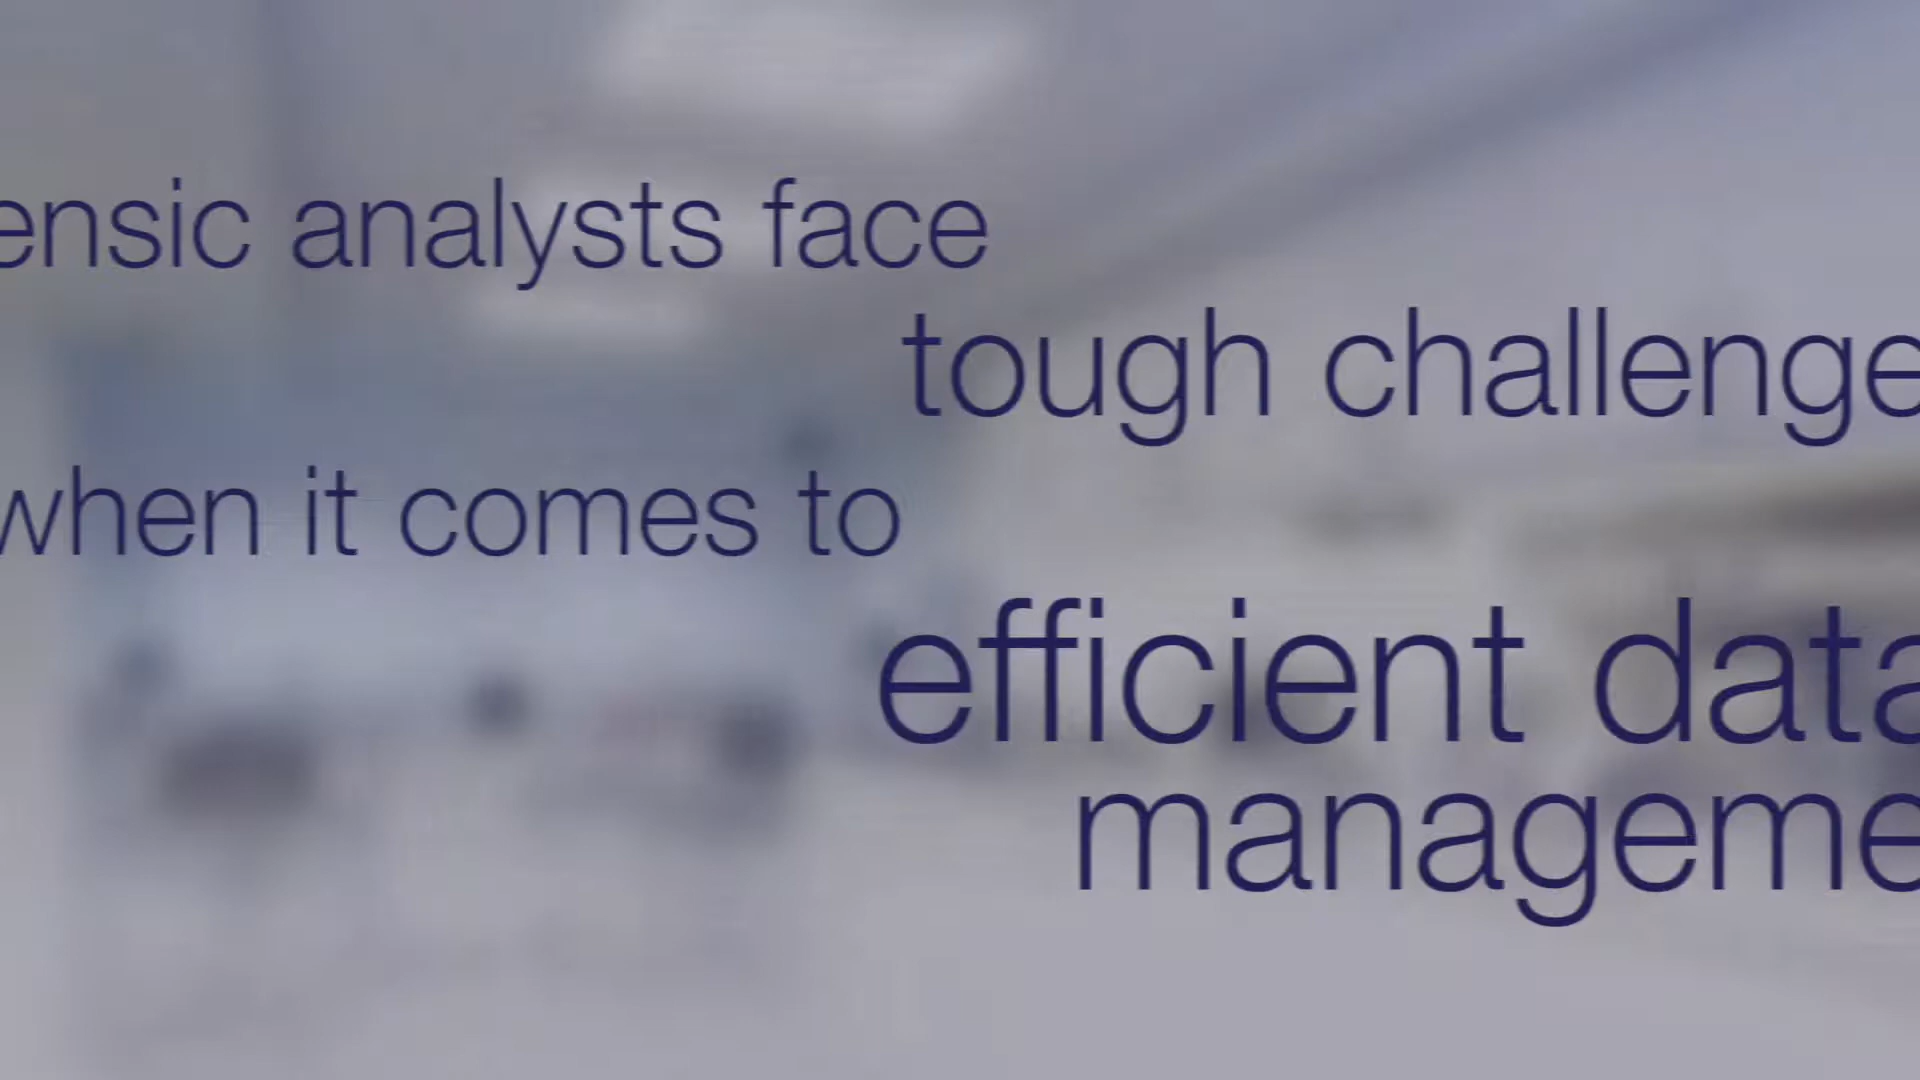 ensic analysts face
tough challenge
when it comes to
efficient data
manageme